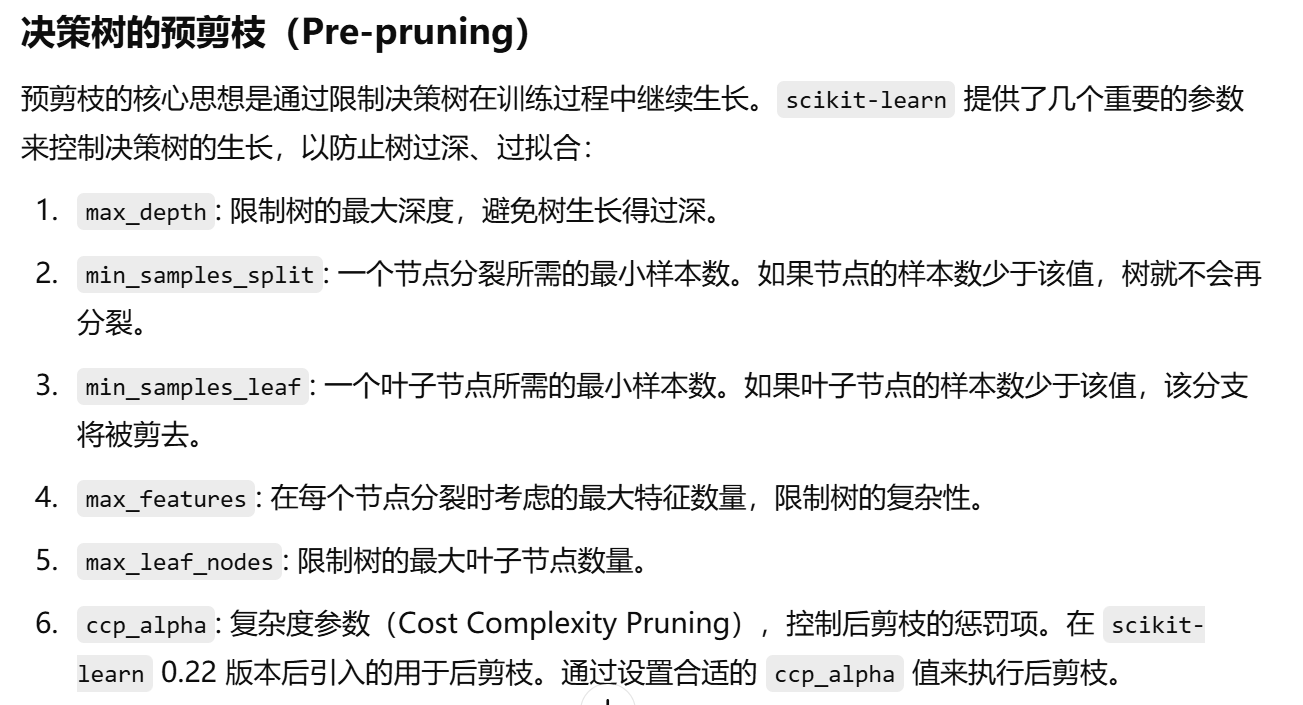 决策树的预剪枝（Pre-pruning）
预剪枝的核心思想是通过限制决策树在训练过程中继续生长。 scikit-learn 提供了几个重要的参数
来控制决策树的生长，以防止树过深、过拟合：
1. max_depth: 限制树的最大深度，避免树生长得过深。
2. min_samples_split: 一个节点分裂所需的最小样本数。如果节点的样本数少于该值，树就不会再
分裂。
3. min_samples_leaf: 一个叶子节点所需的最小样本数。如果叶子节点的样本数少于该值，该分支
将被剪去。
4. max_features: 在每个节点分裂时考虑的最大特征数量，限制树的复杂性。
5. max_leaf_nodes: 限制树的最大叶子节点数量。
6. ccp_alpha: 复杂度参数（Cost Complexity Pruning），控制后剪枝的惩罚项。在 scikit-
learn 0.22 版本后引入的用于后剪枝。通过设置合适的 ccp_alpha 值来执行后剪枝。